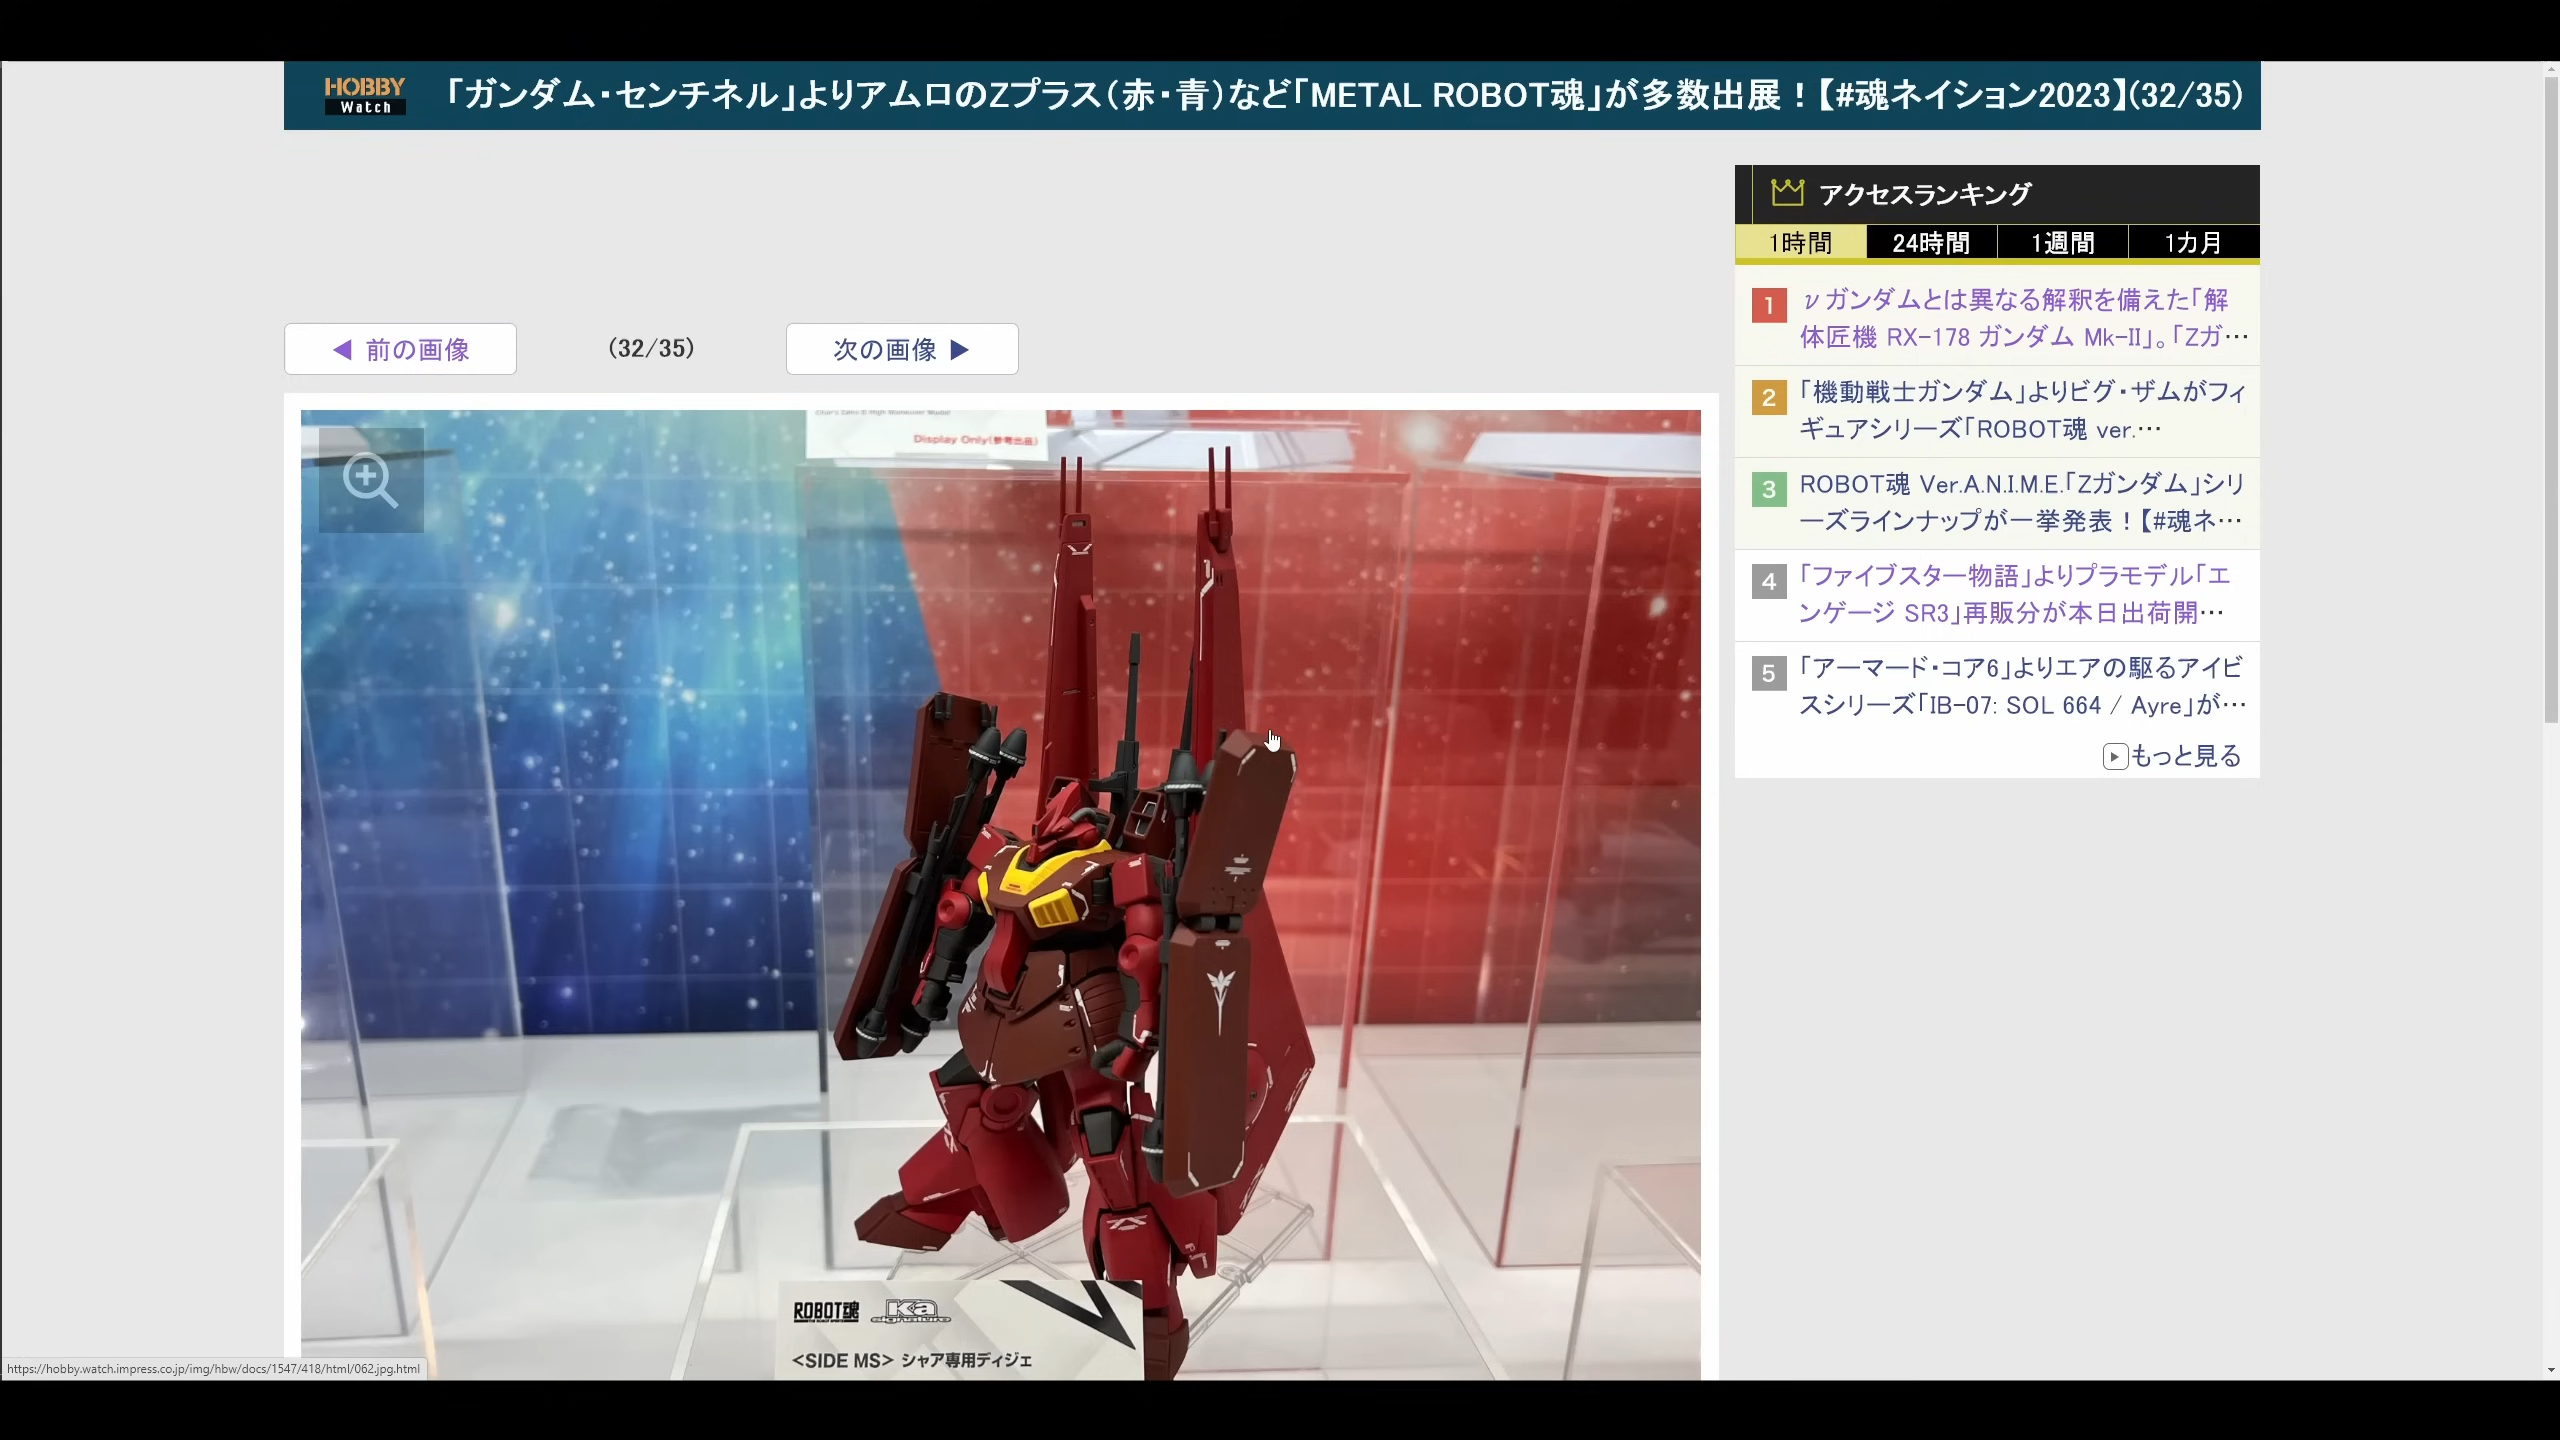 HOBBY
Watch
「ガンダム・センチネル」よりアムロのZプラス(赤・青)など「METAL ROBOT魂」が多数出展！【#魂ネイション2023】(32/35)
◀ 前の画像
(32/35)
次の画像 ▶
アクセスランキング
1時間 24時間 1週間 1カ月
1 νガンダムとは異なる解釈を備えた「解
体匠機 RX-178 ガンダム Mk-II」。「Zガ…
2 「機動戦士ガンダム」よりビグ・ザムがフィ
ギュアシリーズ「ROBOT魂 ver.…
3 ROBOT魂 Ver.A.N.I.M.E.「Zガンダム」シリ
ーズラインナップが一挙発表！【#魂ネ…
4 「ファイブスター物語」よりプラモデル「エ
ンゲージ SR3」再販分が本日出荷開…
5 「アーマード・コア6」よりエアの駆るアイビ
スシリーズ「IB-07: SOL 664 / Ayre」が…
もっと見る
Display Only(参考出品)
ROBOT魂 Ka signature
<SIDE MS> シャア専用ディジェ
https://hobby.watch.impress.co.jp/img/hbw/docs/1547/418/html/062.jpg.html